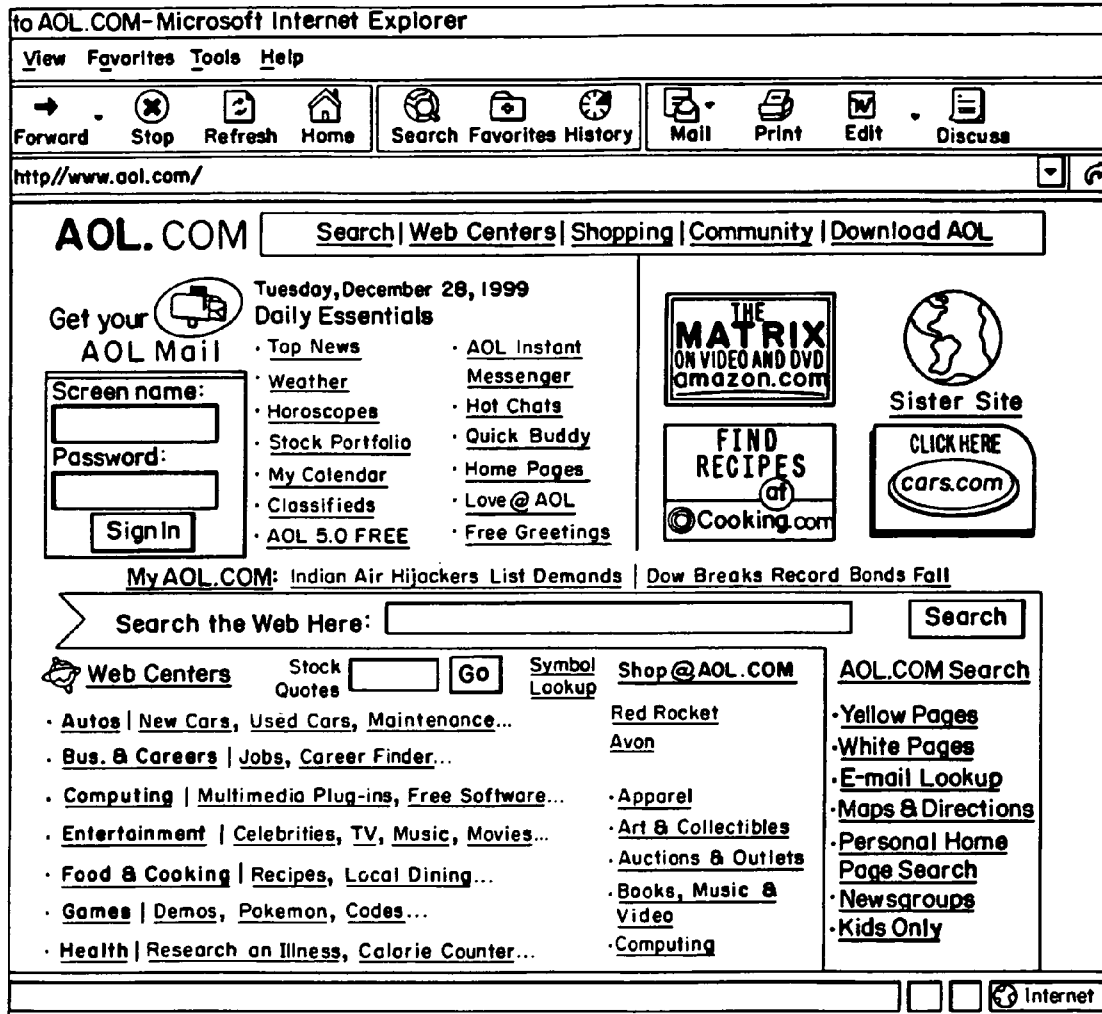 to AOL.COM-Microsoft Internet Explorer
View Favorites Tools Help
Forward Stop Refresh Home Search Favorites History Mail Print Edit Discuss
http//www.aol.com/
AOL.COM Search | Web Centers | Shopping | Community | Download AOL
Get your
AOL Mail
Screen name:
Password:
Sign In
Tuesday, December 28, 1999
Daily Essentials
· Top News
· Weather
· Horoscopes
· Stock Portfolio
· My Calendar
· Classifieds
· AOL 5.0 FREE
· AOL Instant
Messenger
· Hot Chats
· Quick Buddy
· Home Pages
· Love@AOL
· Free Greetings
THE
MATRIX
ON VIDEO AND DVD
amazon.com
Sister Site
FIND
RECIPES
at
Cooking.com
CLICK HERE
cars.com
My AOL.COM: Indian Air Hijackers List Demands | Dow Breaks Record Bonds Fall
Search the Web Here: Search
Web Centers
Stock
Quotes
Go
Symbol
Lookup
· Autos | New Cars, Used Cars, Maintenance...
· Bus. & Careers | Jobs, Career Finder...
· Computing | Multimedia Plug-ins, Free Software...
· Entertainment | Celebrities, TV, Music, Movies...
· Food & Cooking | Recipes, Local Dining...
· Games | Demos, Pokemon, Codes...
· Health | Research an Illness, Calorie Counter...
Shop@AOL.COM
Red Rocket
Avon
· Apparel
· Art & Collectibles
· Auctions & Outlets
· Books, Music &
Video
· Computing
AOL.COM Search
· Yellow Pages
· White Pages
· E-mail Lookup
· Maps & Directions
· Personal Home
Page Search
· Newsgroups
· Kids Only
Internet